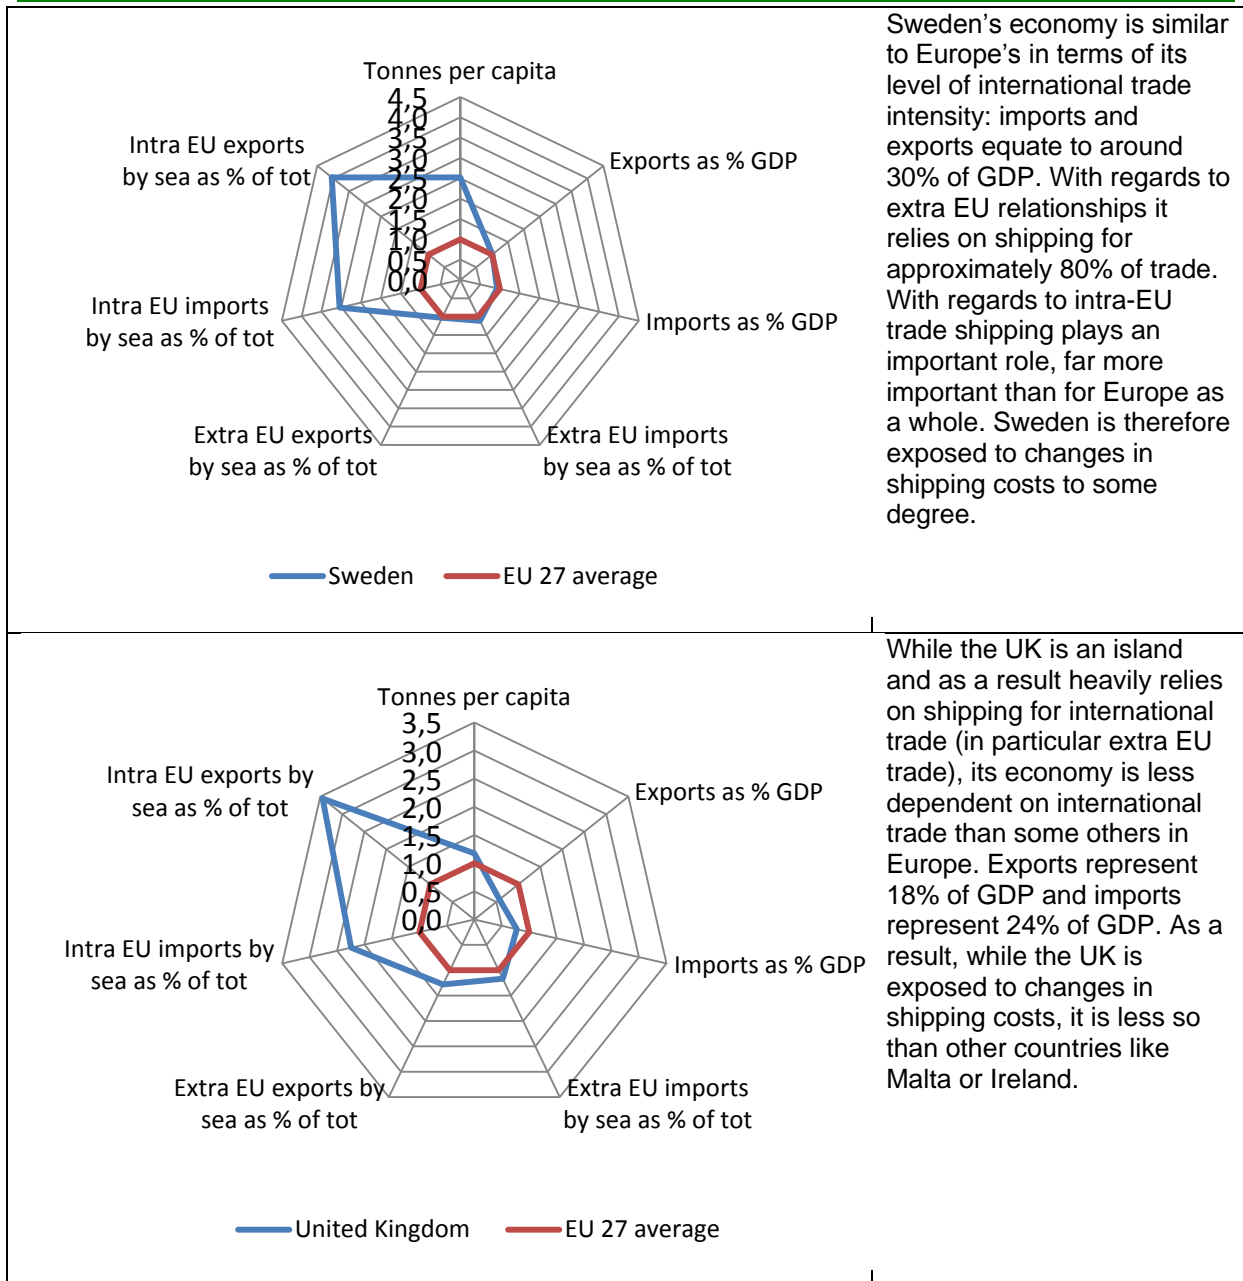 Tonnes per capita
4,5
4,0
3,5
3,0
2,5
2,0
1,5
1,0
0,5
0,0
Exports as % GDP
Imports as % GDP
Extra EU imports
by sea as % of tot
Extra EU exports
by sea as % of tot
Intra EU imports
by sea as % of tot
Intra EU exports
by sea as % of tot
Sweden
EU 27 average
Sweden’s economy is similar
to Europe’s in terms of its
level of international trade
intensity: imports and
exports equate to around
30% of GDP. With regards to
extra EU relationships it
relies on shipping for
approximately 80% of trade.
With regards to intra-EU
trade shipping plays an
important role, far more
important than for Europe as
a whole. Sweden is therefore
exposed to changes in
shipping costs to some
degree.
Tonnes per capita
3,5
3,0
2,5
2,0
1,5
1,0
0,5
0,0
Exports as % GDP
Imports as % GDP
Extra EU imports
by sea as % of tot
Extra EU exports by
sea as % of tot
Intra EU imports by
sea as % of tot
Intra EU exports by
sea as % of tot
United Kingdom
EU 27 average
While the UK is an island
and as a result heavily relies
on shipping for international
trade (in particular extra EU
trade), its economy is less
dependent on international
trade than some others in
Europe. Exports represent
18% of GDP and imports
represent 24% of GDP. As a
result, while the UK is
exposed to changes in
shipping costs, it is less so
than other countries like
Malta or Ireland.